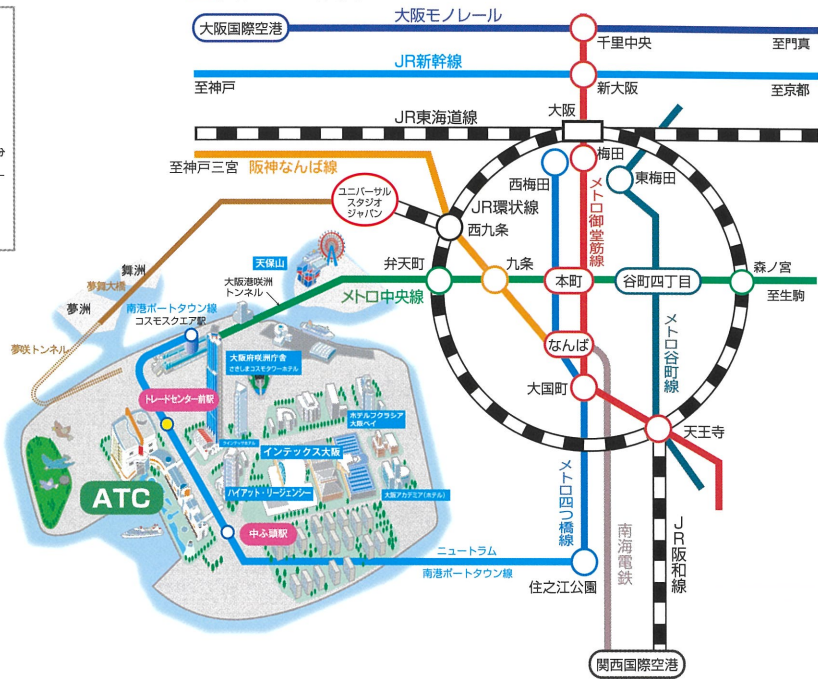 大阪国際空港
大阪モノレール
千里中央
至門真
JR新幹線
至神戸
新大阪
至京都
大阪
JR東海道線
至神戸三宮
阪神なんば線
梅田
西梅田
東梅田
メトロ御堂筋線
ユニバーサル
スタジオ
ジャパン
JR環状線
西九条
天保山
弁天町
九条
本町
谷町四丁目
森ノ宮
至生駒
舞洲
夢舞大橋
夢洲
大阪港咲洲
トンネル
メトロ中央線
南港ポートタウン線
コスモスクエア駅
夢咲トンネル
大阪府咲洲庁舎
さきしまコスモタワーホテル
なんば
メトロ谷町線
大国町
トレードセンター前駅
ホテルフクラシア
大阪ベイ
天王寺
インテックス大阪
ハイアット・リージェンシー
大阪アカデミア(ホテル)
ATC
メトロ四つ橋線
中ふ頭駅
南海電鉄
JR阪和線
ニュートラム
南港ポートタウン線
住之江公園
関西国際空港